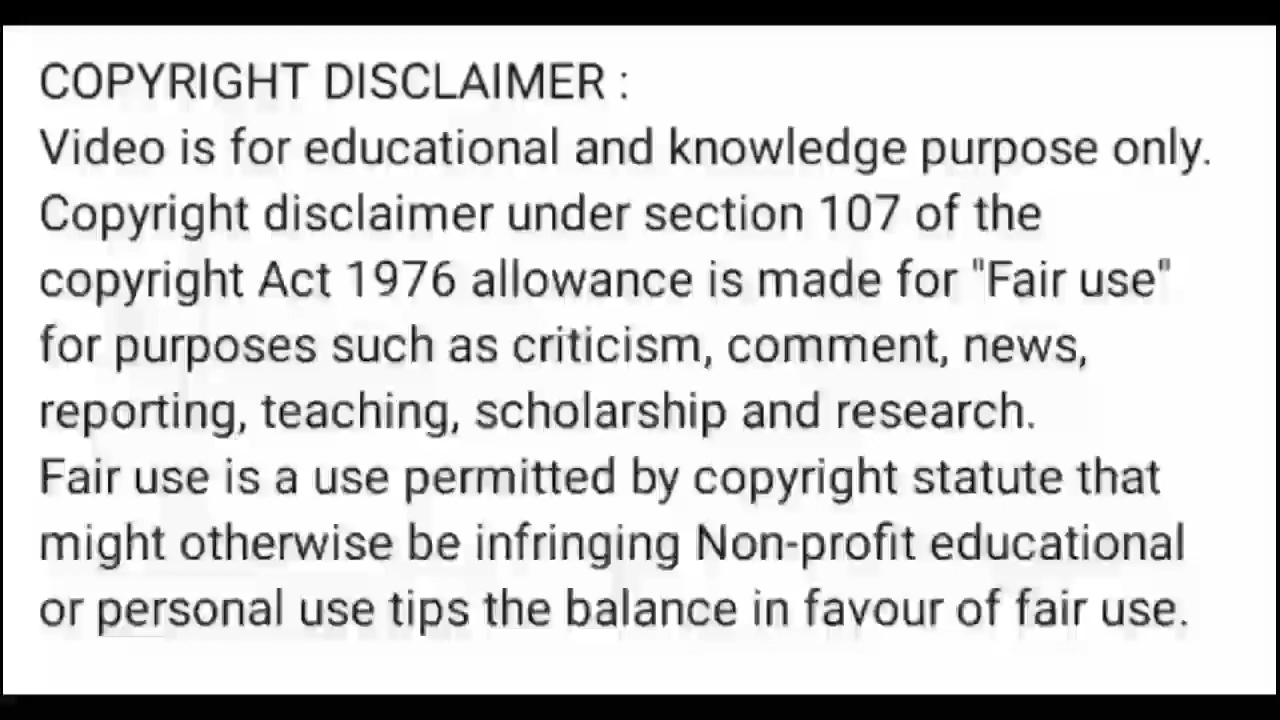 COPYRIGHT DISCLAIMER :
Video is for educational and knowledge purpose only.
Copyright disclaimer under section 107 of the
copyright Act 1976 allowance is made for "Fair use"
for purposes such as criticism, comment, news,
reporting, teaching, scholarship and research.
Fair use is a use permitted by copyright statute that
might otherwise be infringing Non-profit educational
or personal use tips the balance in favour of fair use.